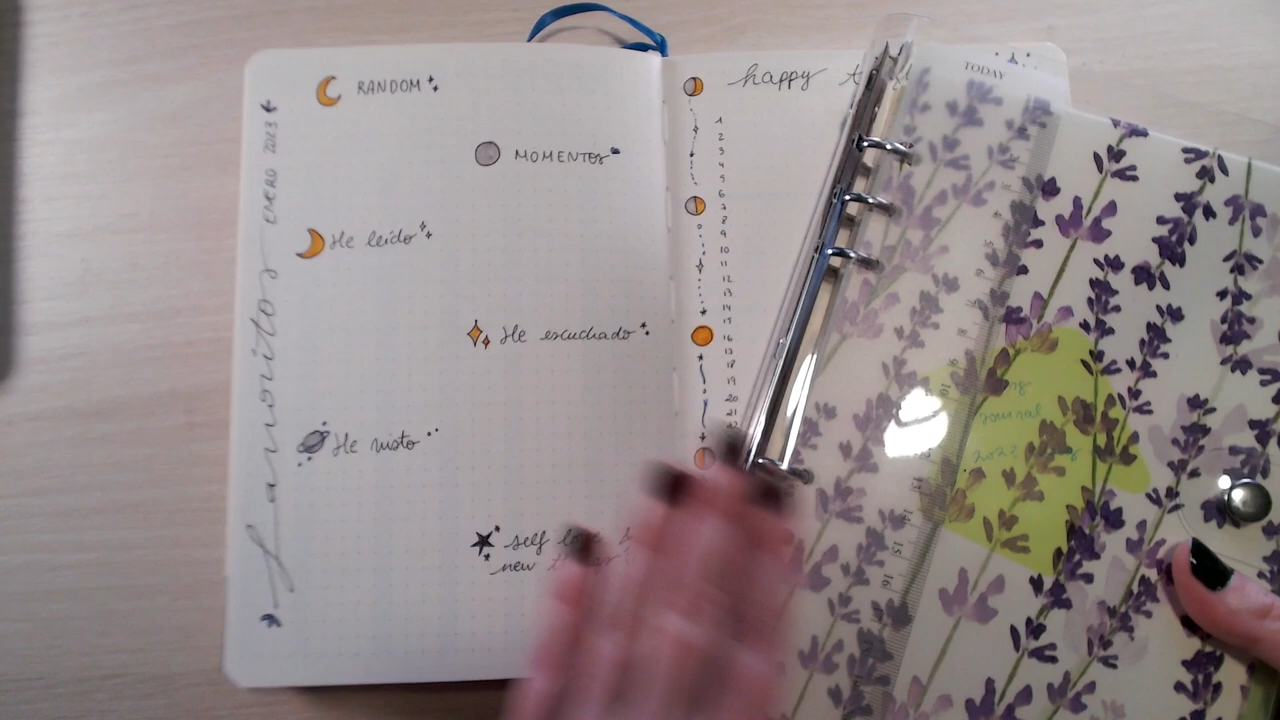 Favoritos ENERO 2023
RANDOM
MOMENTOS
He leído
He escuchado
He visto
self love &
new
happy
1
2
3
4
5
6
7
8
9
10
11
12
13
14
15
16
17
18
19
20
21
TODAY
Journal
2023